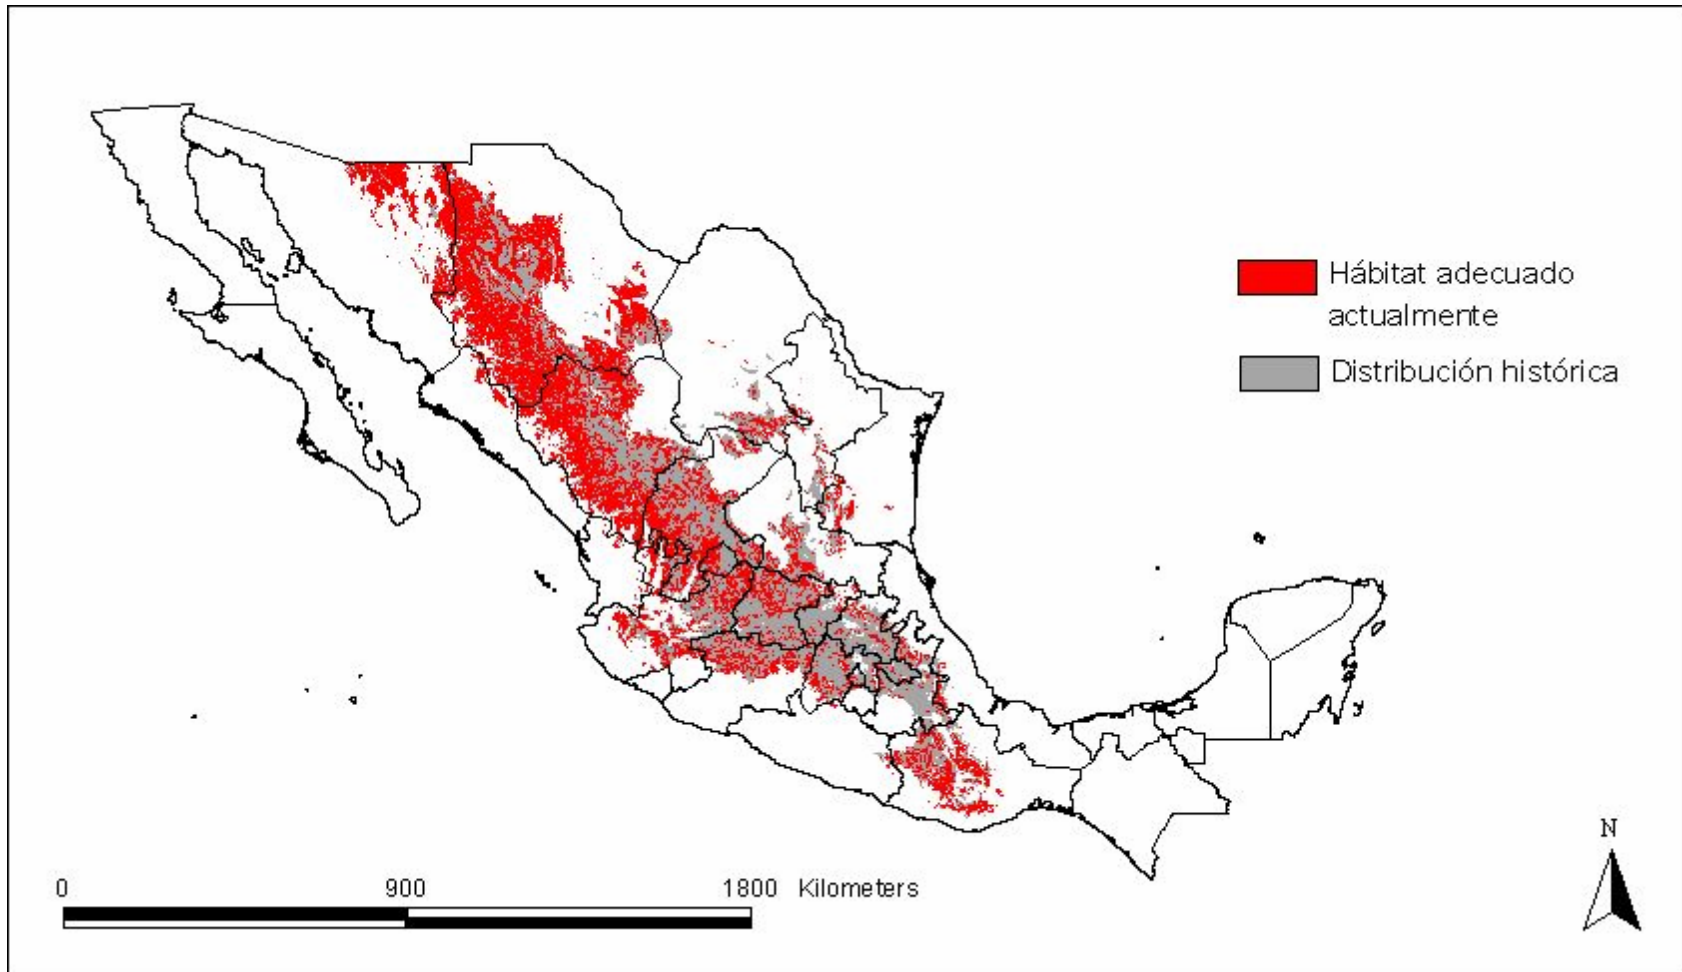 Hábitat adecuado
actualmente
Distribución histórica
N
0 900 1800 Kilometers